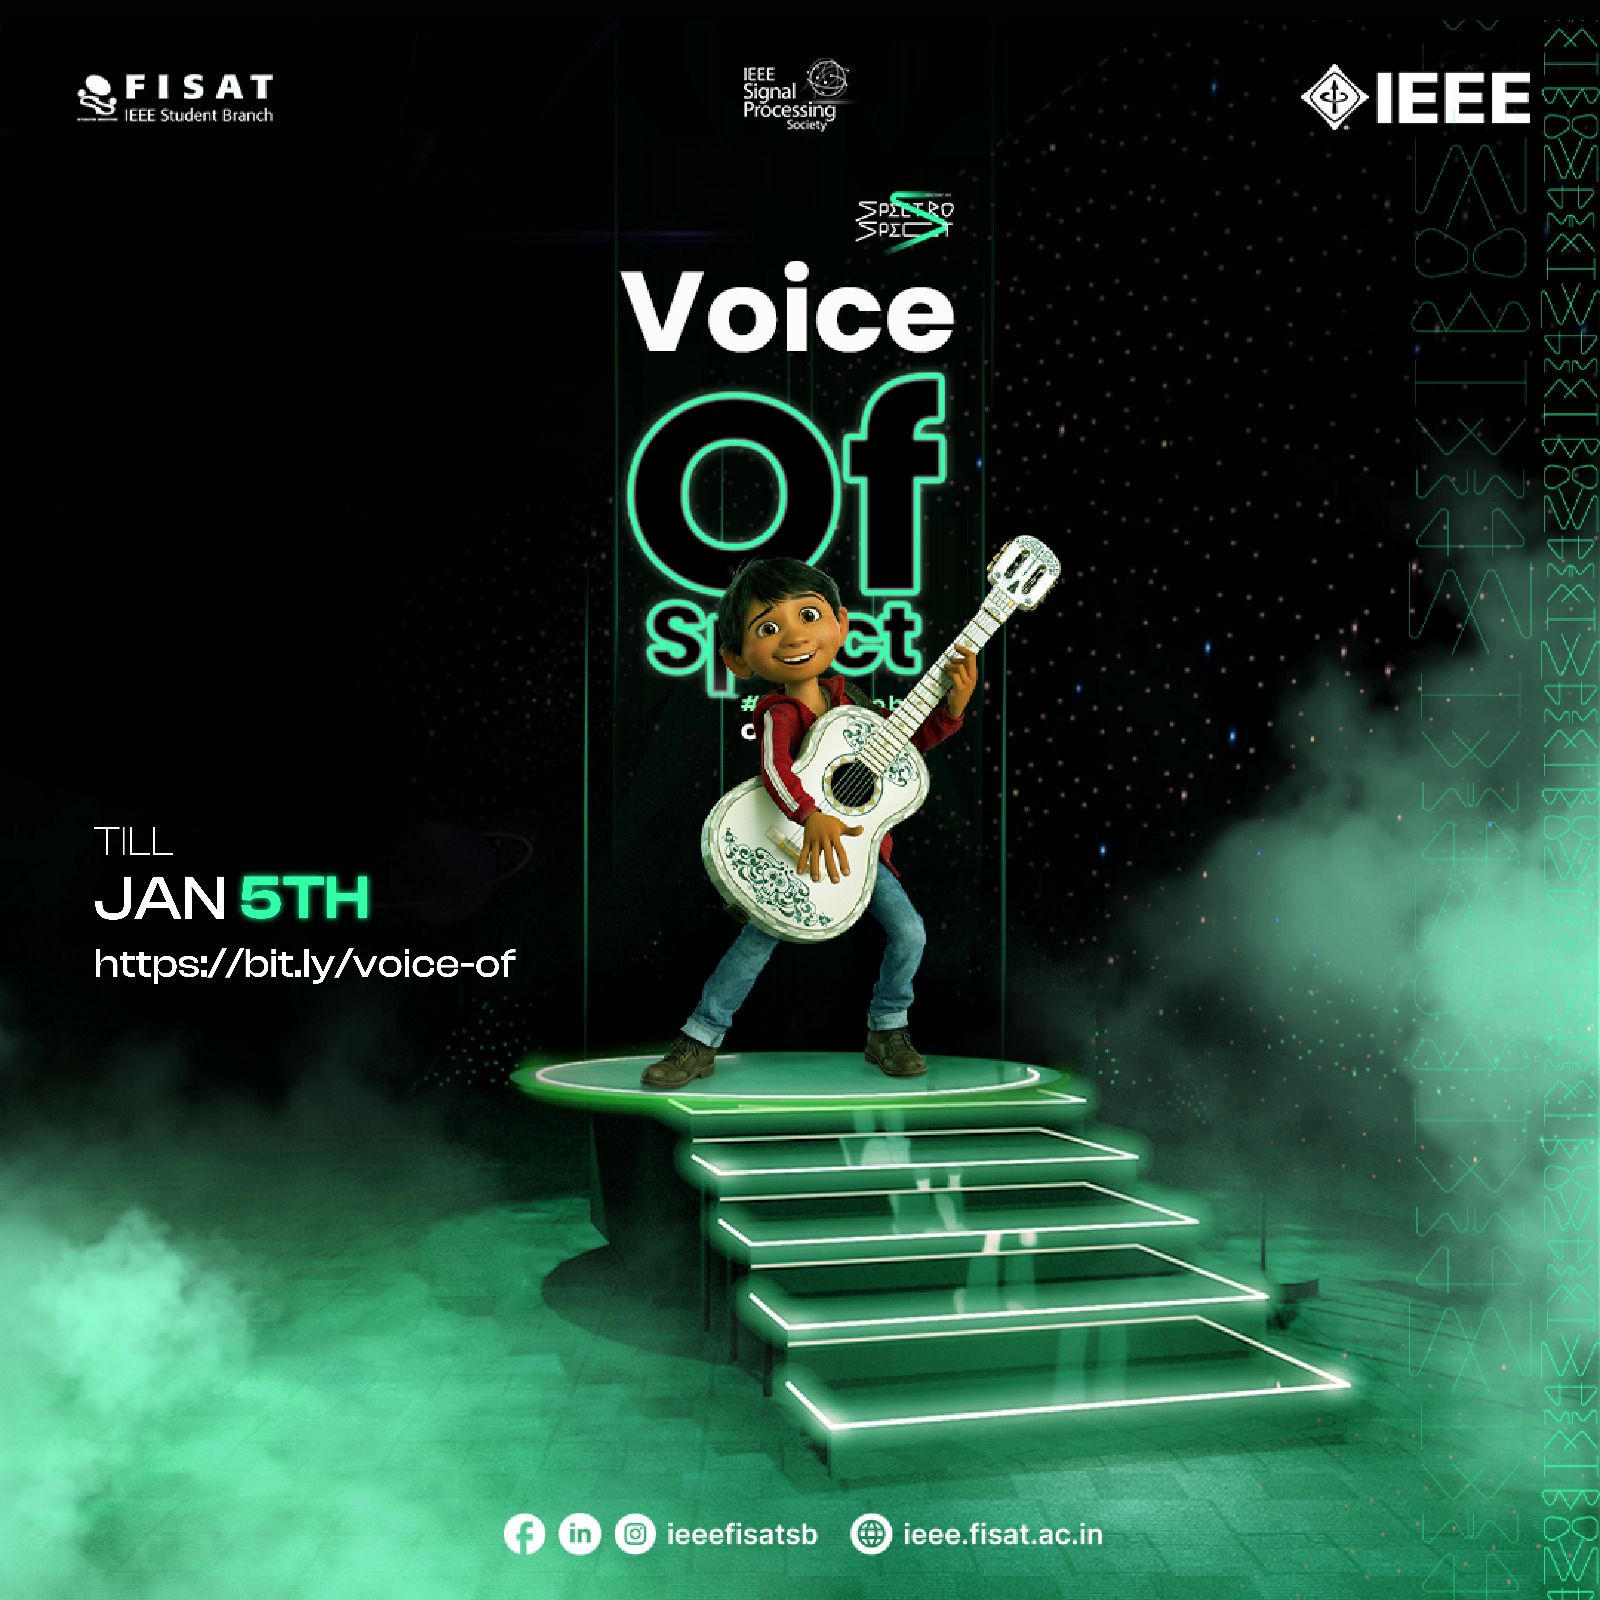 FISAT
IEEE Student Branch
IEEE
Signal
Processing
Society
IEEE
SPECTRO
Voice
Of
TILL
JAN 5TH
https://bit.ly/voice-of
ieeefisatsb
ieee.fisat.ac.in